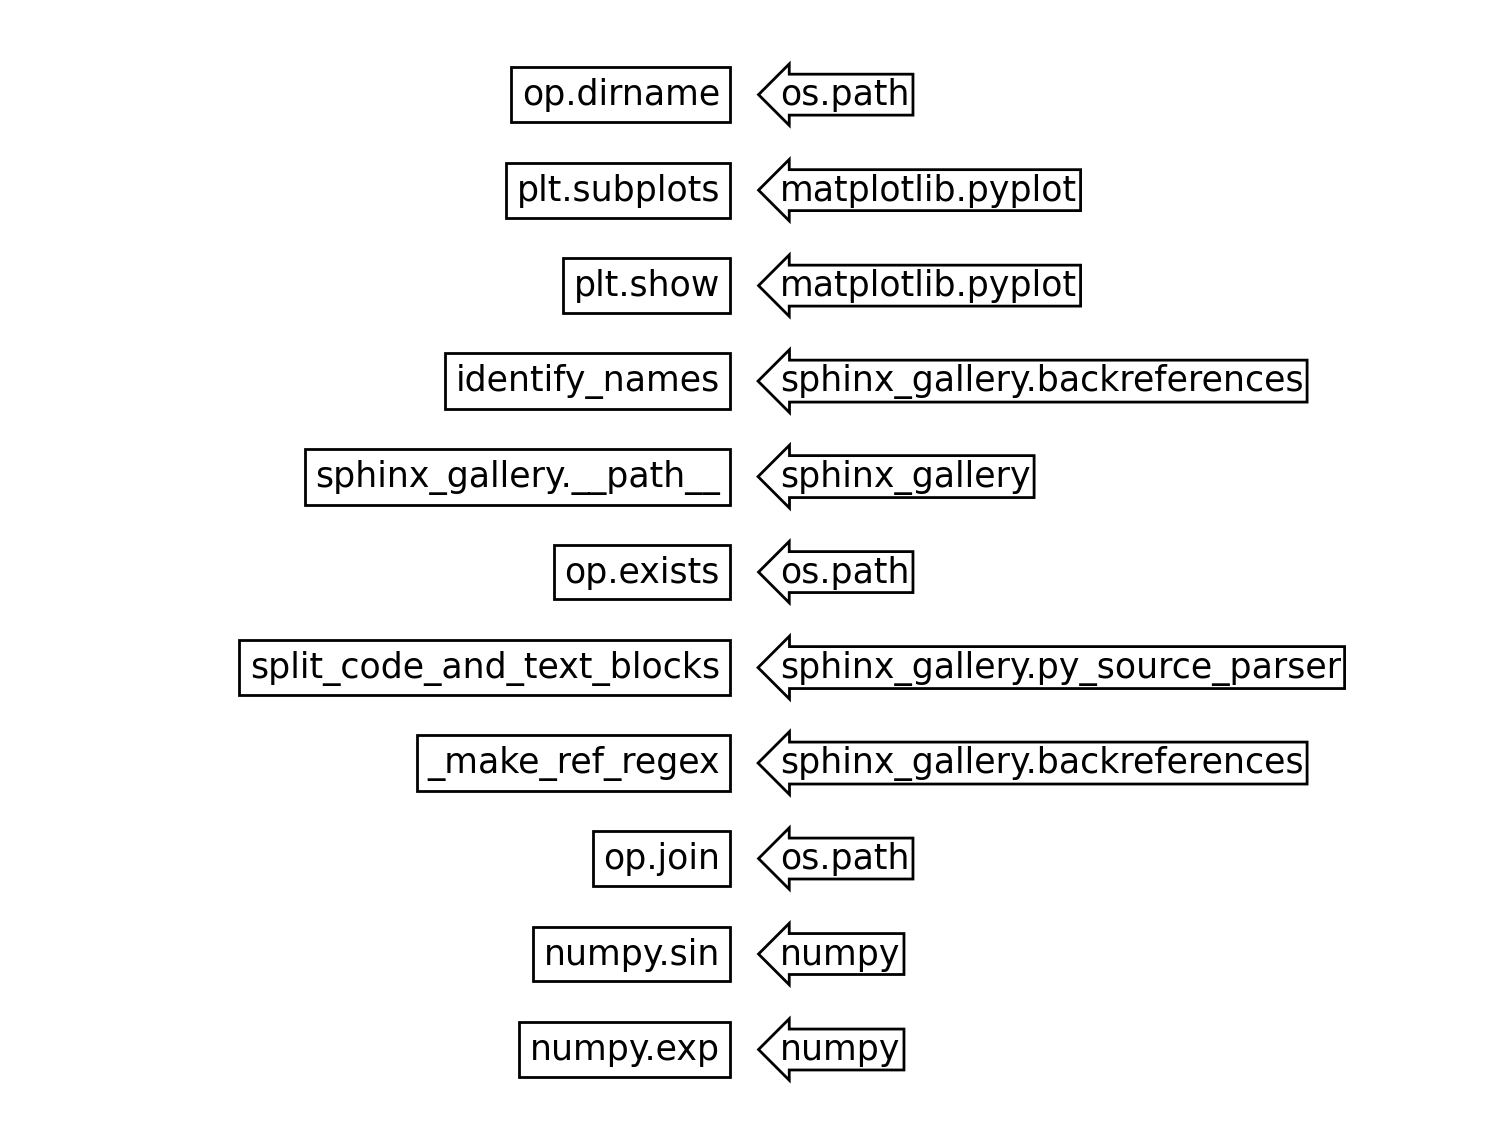 op.dirname os.path
plt.subplots matplotlib.pyplot
plt.show matplotlib.pyplot
identify_names sphinx_gallery.backreferences
sphinx_gallery.__path__ sphinx_gallery
op.exists os.path
split_code_and_text_blocks sphinx_gallery.py_source_parser
_make_ref_regex sphinx_gallery.backreferences
op.join os.path
numpy.sin numpy
numpy.exp numpy